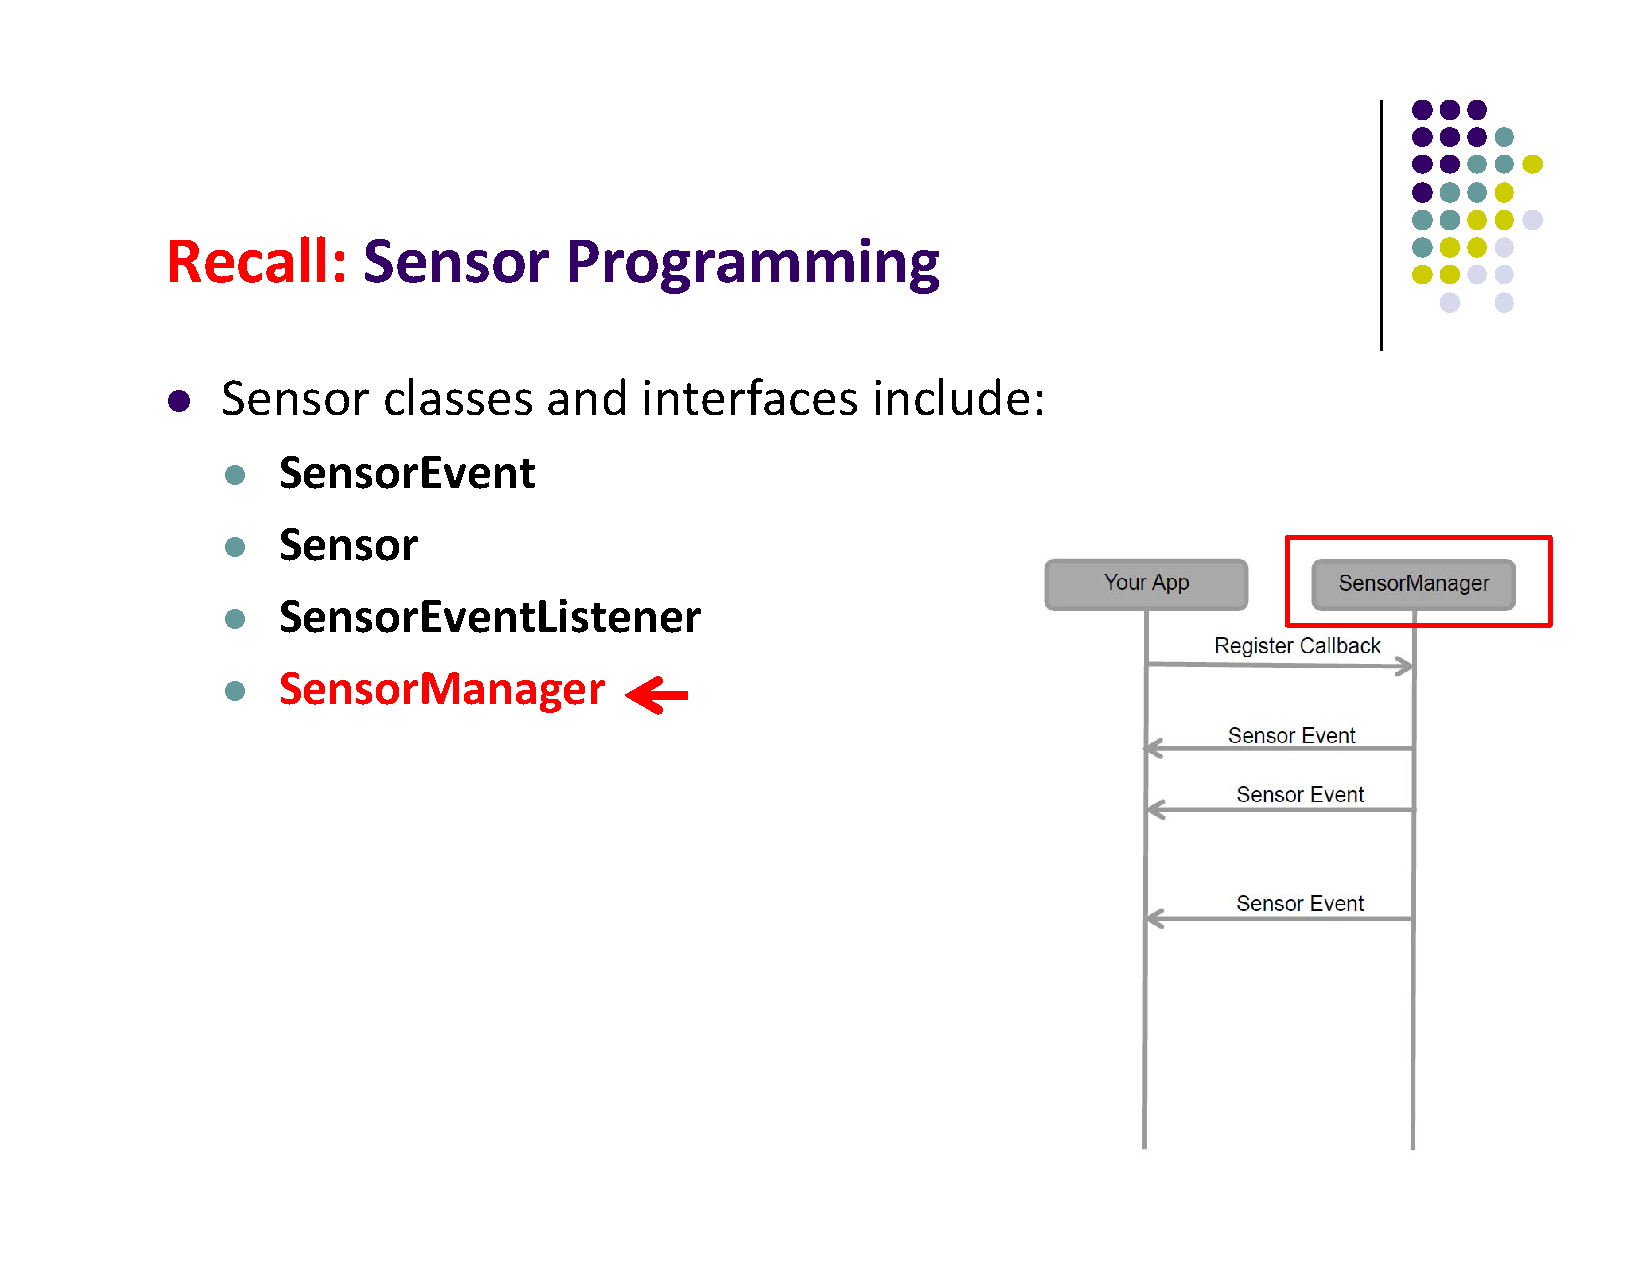 Recall: Sensor Programming
Sensor classes and interfaces include:
SensorEvent
Sensor
SensorEventListener
SensorManager
Your App
SensorManager
Register Callback
Sensor Event
Sensor Event
Sensor Event